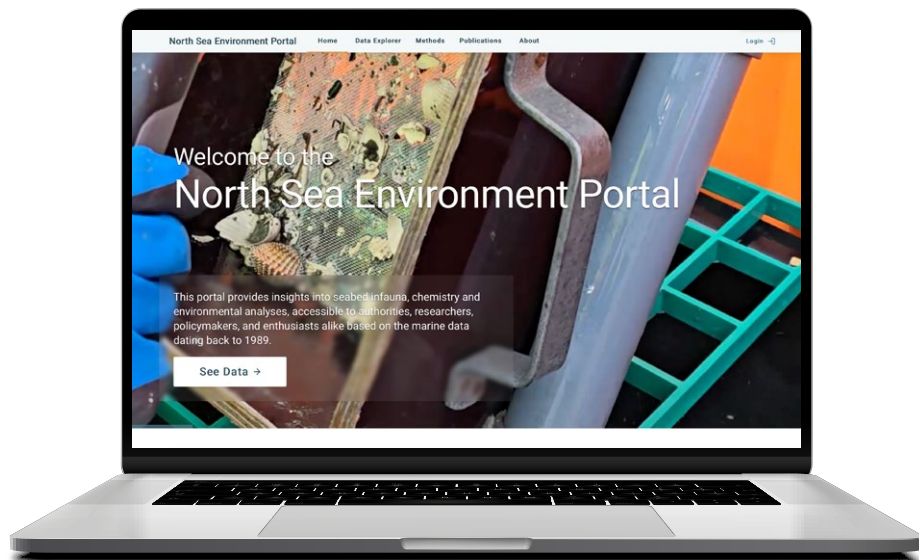 North Sea Environment Portal Home Data Explorer Methods Publications About Login
Welcome to the
North Sea Environment Portal
This portal provides insights into seabed infauna, chemistry and
environmental analyses, accessible to authorities, researchers,
policymakers, and enthusiasts alike based on the marine data
dating back to 1989.
See Data →